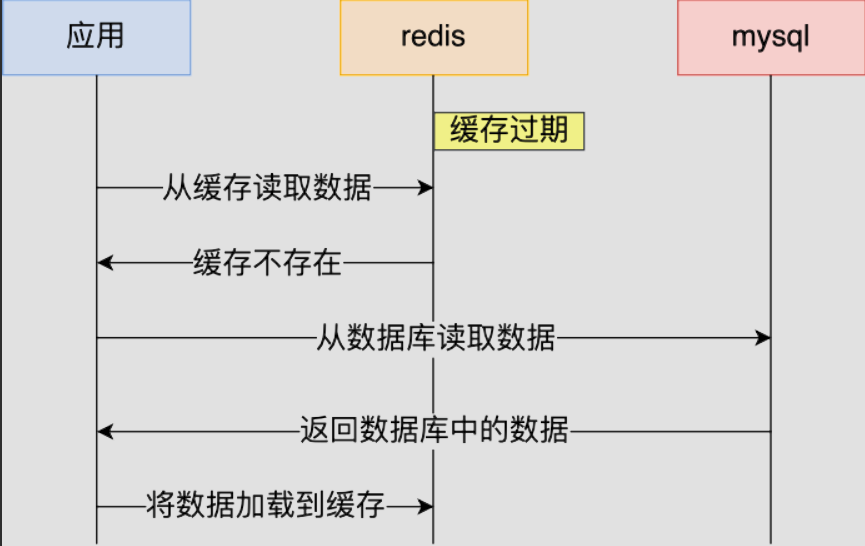 应用
redis
mysql
缓存过期
从缓存读取数据
缓存不存在
从数据库读取数据
返回数据库中的数据
将数据加载到缓存